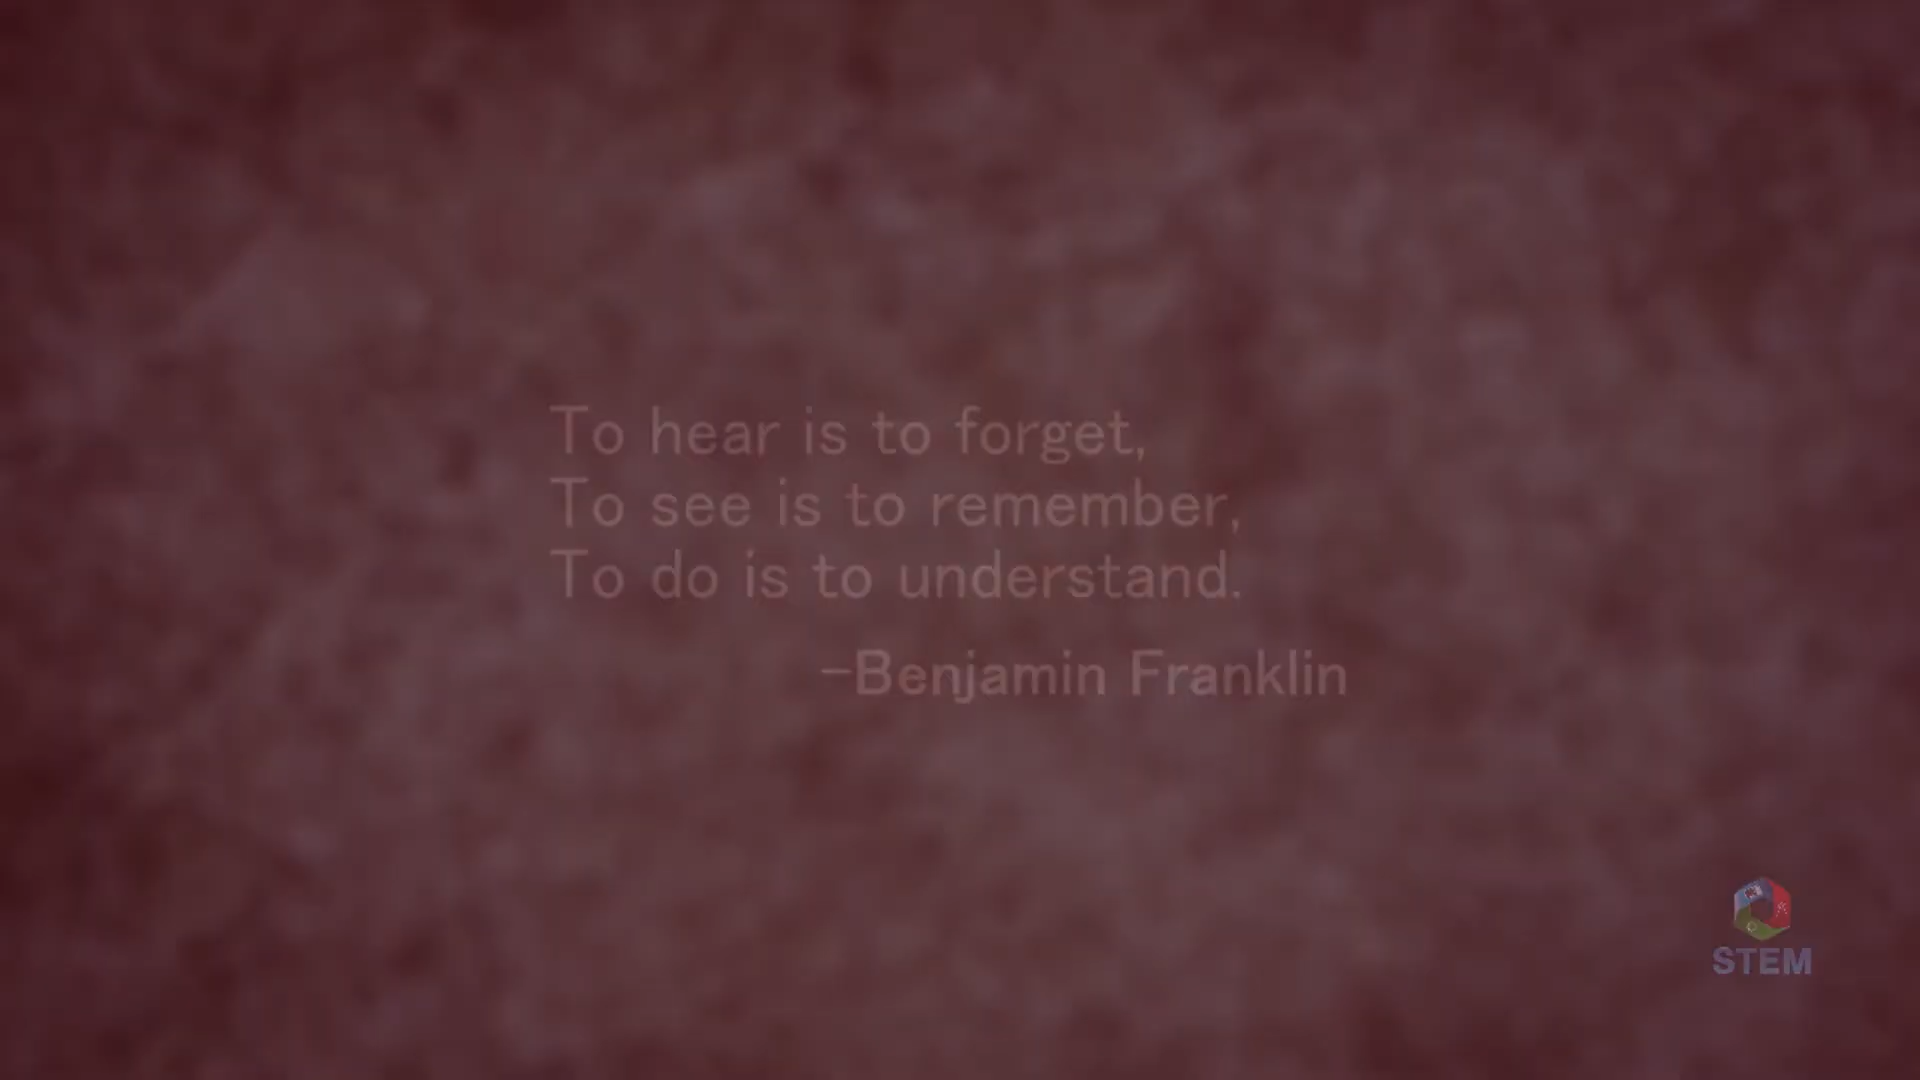 To hear is to forget,
To see is to remember,
To do is to understand.
-Benjamin Franklin
STEM